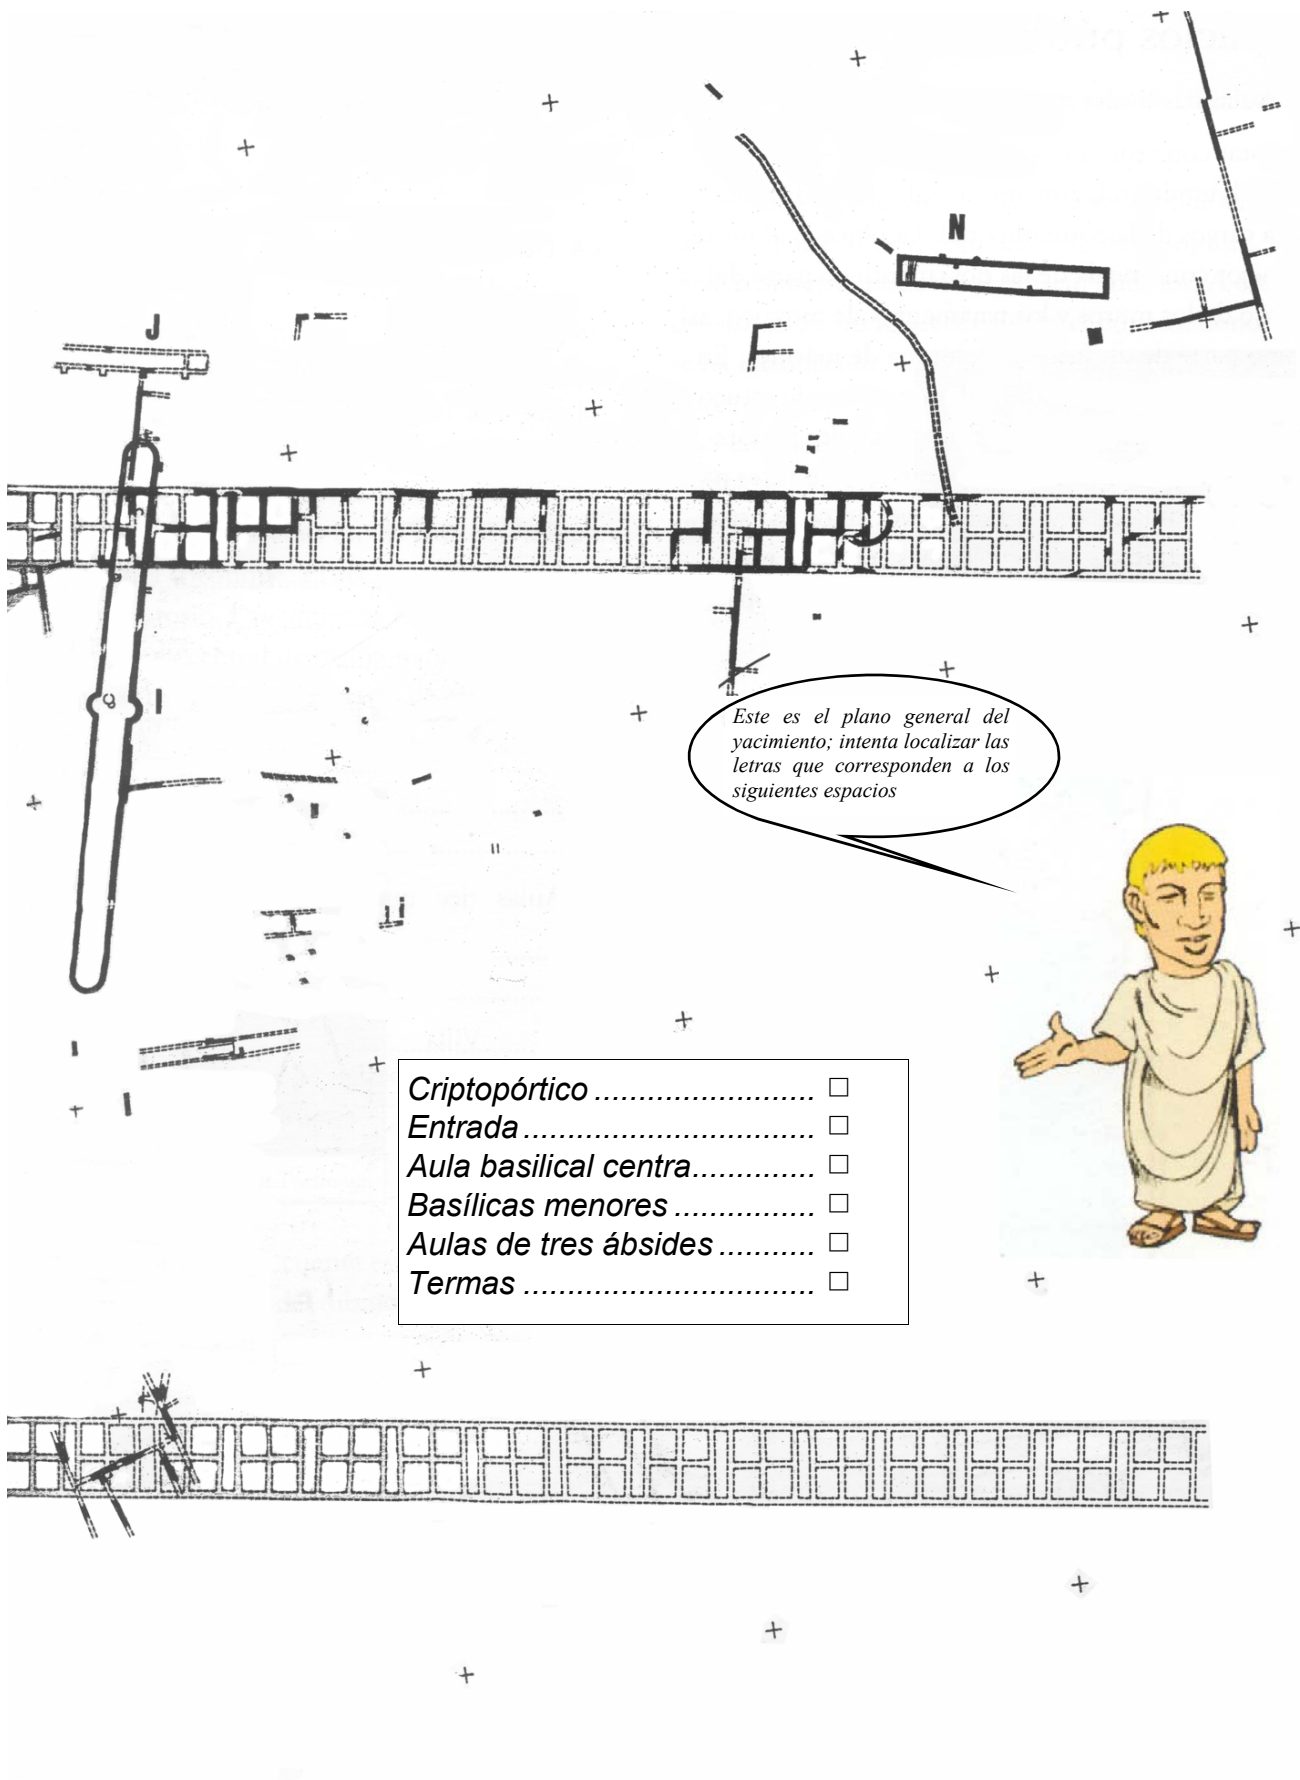 N
J
I
Este es el plano general del
yacimiento; intenta localizar las
letras que corresponden a los
siguientes espacios
Criptopórtico ......................... □
Entrada ................................. □
Aula basilical centra.............. □
Basílicas menores ................ □
Aulas de tres ábsides ........... □
Termas ................................. □